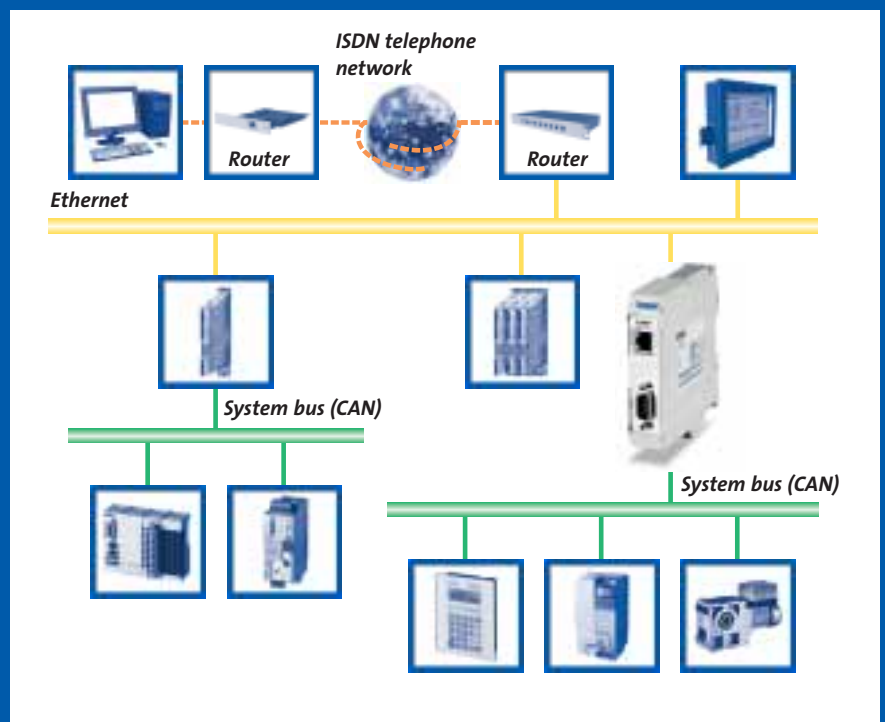 ISDN telephone
network
Router
Router
Ethernet
System bus (CAN)
System bus (CAN)